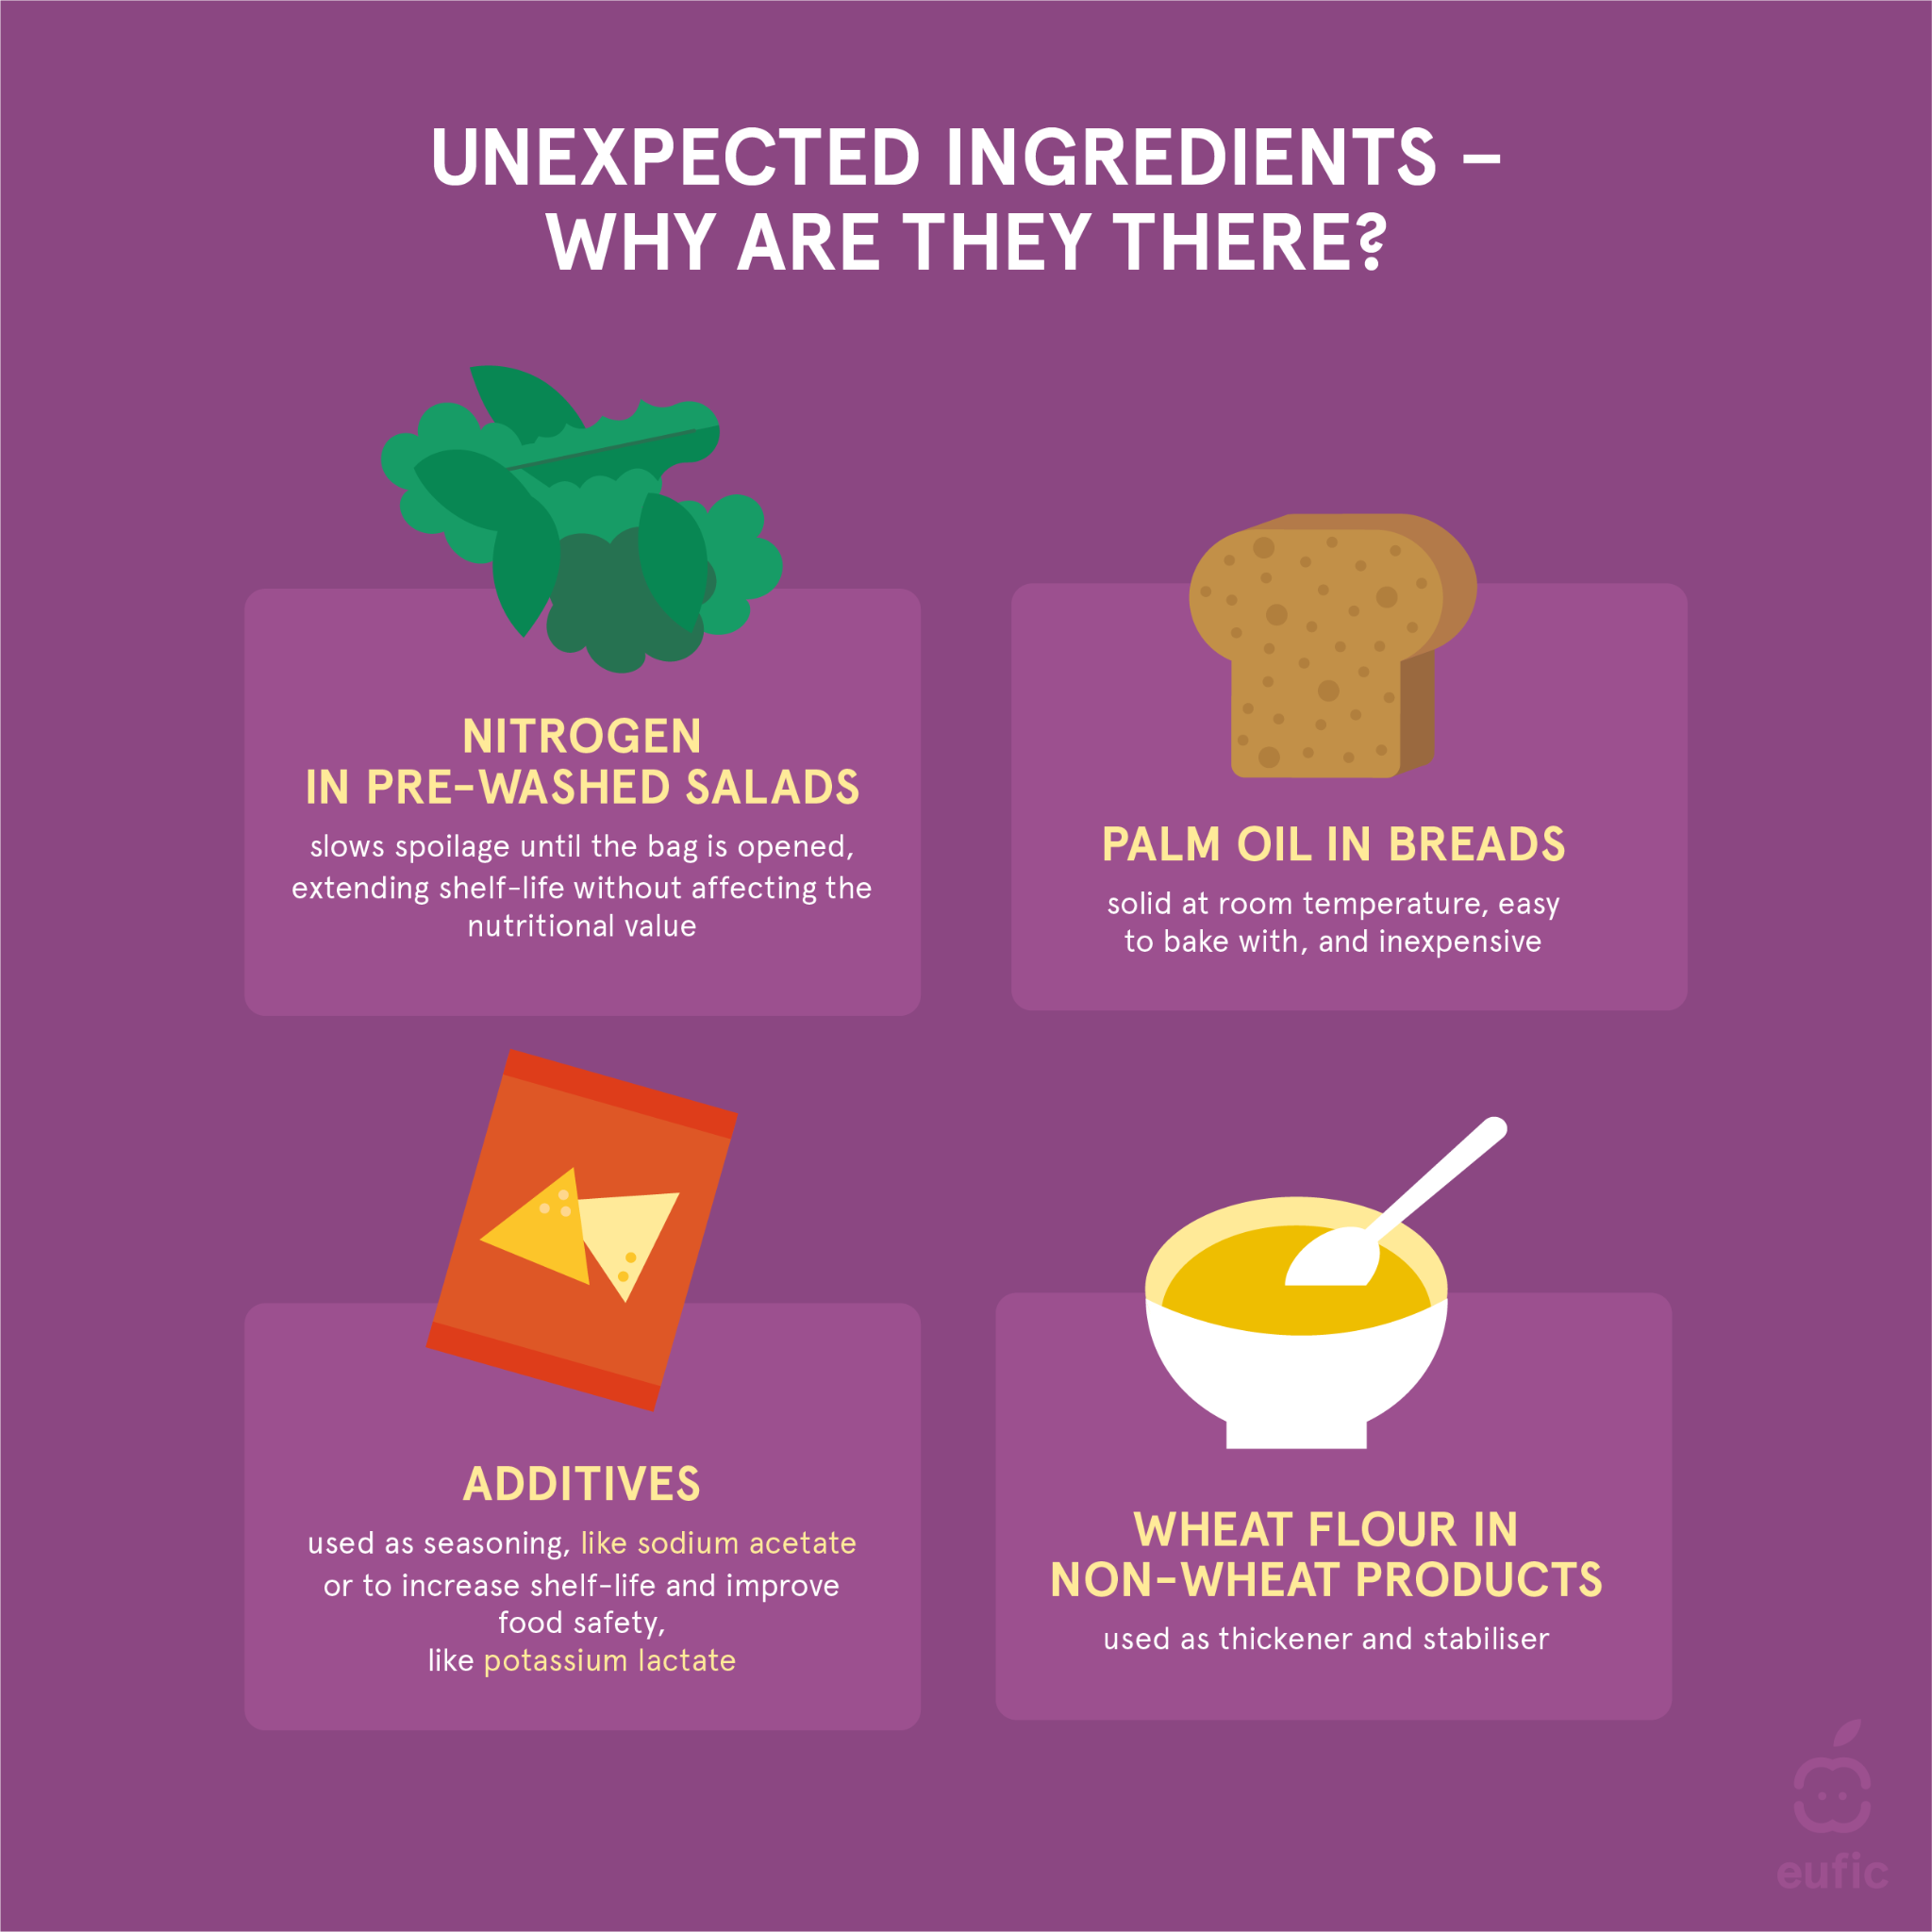 UNEXPECTED INGREDIENTS –
WHY ARE THEY THERE?
NITROGEN
IN PRE-WASHED SALADS
slows spoilage until the bag is opened,
extending shelf-life without affecting the
nutritional value
PALM OIL IN BREADS
solid at room temperature, easy
to bake with, and inexpensive
ADDITIVES
used as seasoning, like sodium acetate
or to increase shelf-life and improve
food safety,
like potassium lactate
WHEAT FLOUR IN
NON-WHEAT PRODUCTS
used as thickener and stabiliser
eufic